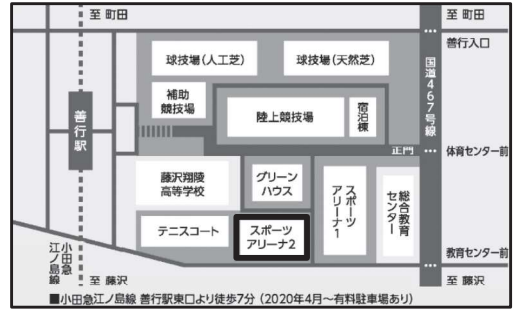 至 町田
至 町田
善行入口
球技場(人工芝)
球技場(天然芝)
国道467号線
補助
競技場
陸上競技場
宿泊棟
善行駅
正門
体育センター前
藤沢翔陵
高等学校
グリーン
ハウス
スポーツ
アリーナ1
総合教育
センター
テニスコート
スポーツ
アリーナ2
小田急
江ノ島線
教育センター前
至 藤沢
至 藤沢
■小田急江ノ島線 善行駅東口より徒歩7分(2020年4月～有料駐車場あり)